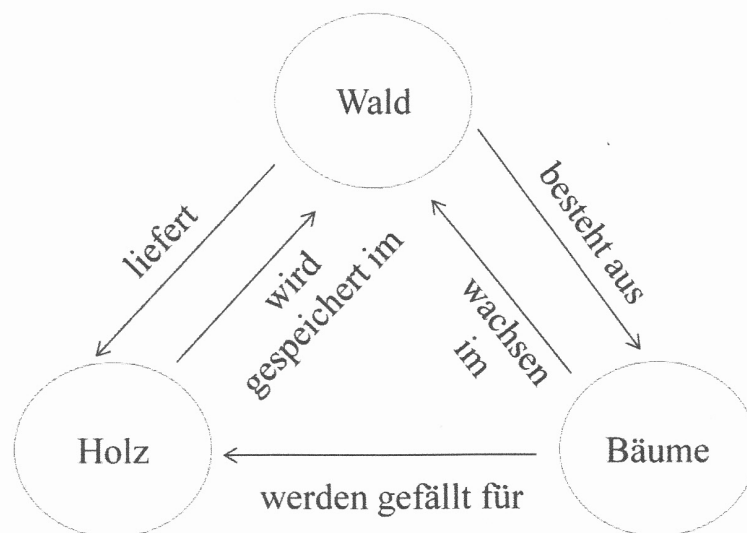 Wald
liefert
wird
gespeichert im
besteht aus
wachsen
im
Holz
Bäume
werden gefällt für